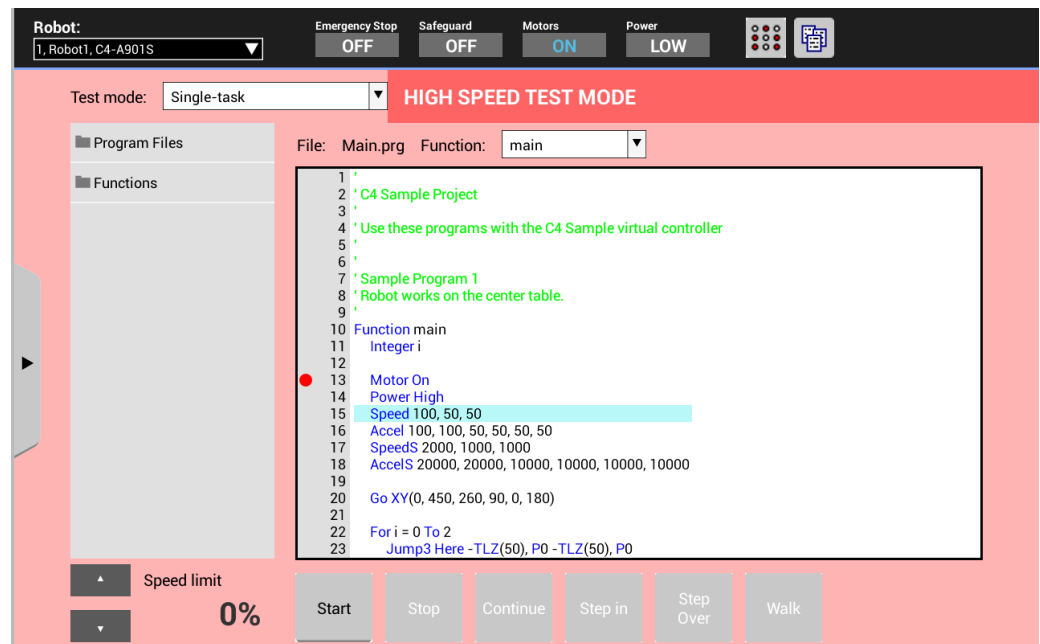 Robot:
1, Robot1, C4-A901S
Emergency Stop
OFF
Safeguard
OFF
Motors
ON
Power
LOW
Test mode: Single-task
HIGH SPEED TEST MODE
Program Files
Functions
File: Main.prg Function: main
1 '
2 ' C4 Sample Project
3 '
4 ' Use these programs with the C4 Sample virtual controller
5 '
6 '
7 ' Sample Program 1
8 ' Robot works on the center table.
9 '
10 Function main
11 Integer i
12
13 Motor On
14 Power High
15 Speed 100, 50, 50
16 Accel 100, 100, 50, 50, 50, 50
17 SpeedS 2000, 1000, 1000
18 AccelS 20000, 20000, 10000, 10000, 10000, 10000
19
20 Go XY(0, 450, 260, 90, 0, 180)
21
22 For i = 0 To 2
23 Jump3 Here -TLZ(50), P0 -TLZ(50), P0
Speed limit
0%
Start
Stop
Continue
Step in
Step
Over
Walk